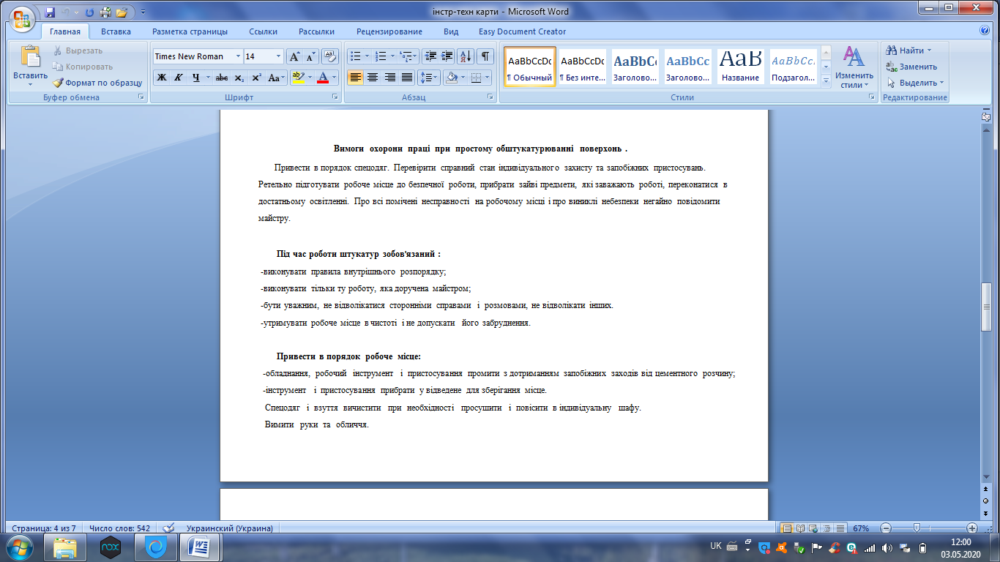 інстр-техн карти - Microsoft Word
Главная Вставка Разметка страницы Ссылки Рассылки Рецензирование Вид Easy Document Creator
Вставить
Вырезать
Копировать
Формат по образцу
Буфер обмена
Times New Roman 14
Ж К Ч abc x₂ x² Aa
Шрифт
Абзац
AaBbCcDc AaBbCcDc AaBbC AaBbCc АаВ AaBbCc.
¶ Обычный ¶ Без инте... Заголово... Заголово... Название Подзагол...
Стили
Изменить стили
Найти
Заменить
Выделить
Редактирование
Вимоги охорони праці при простому обштукатурюванні поверхонь .
Привести в порядок спецодяг. Перевірити справний стан індивідуального захисту та запобіжних пристосувань.
Ретельно підготувати робоче місце до безпечної роботи, прибрати зайві предмети, які заважають роботі, переконатися в
достатньому освітленні. Про всі помічені несправності на робочому місці і про виниклі небезпеки негайно повідомити
майстру.
Під час роботи штукатур зобов'язаний :
-виконувати правила внутрішнього розпорядку;
-виконувати тільки ту роботу, яка доручена майстром;
-бути уважним, не відволікатися сторонніми справами і розмовами, не відволікати інших.
-утримувати робоче місце в чистоті і не допускати його забруднення.
Привести в порядок робоче місце:
-обладнання, робочий інструмент і пристосування промити з дотриманням запобіжних заходів від цементного розчину;
-інструмент і пристосування прибрати у відведене для зберігання місце.
Спецодяг і взуття вичистити при необхідності просушити і повісити в індивідуальну шафу.
Вимити руки та обличчя.
Страница: 4 из 7 Число слов: 542 Украинский (Украина) 67%
nox UK 12:00
03.05.2020